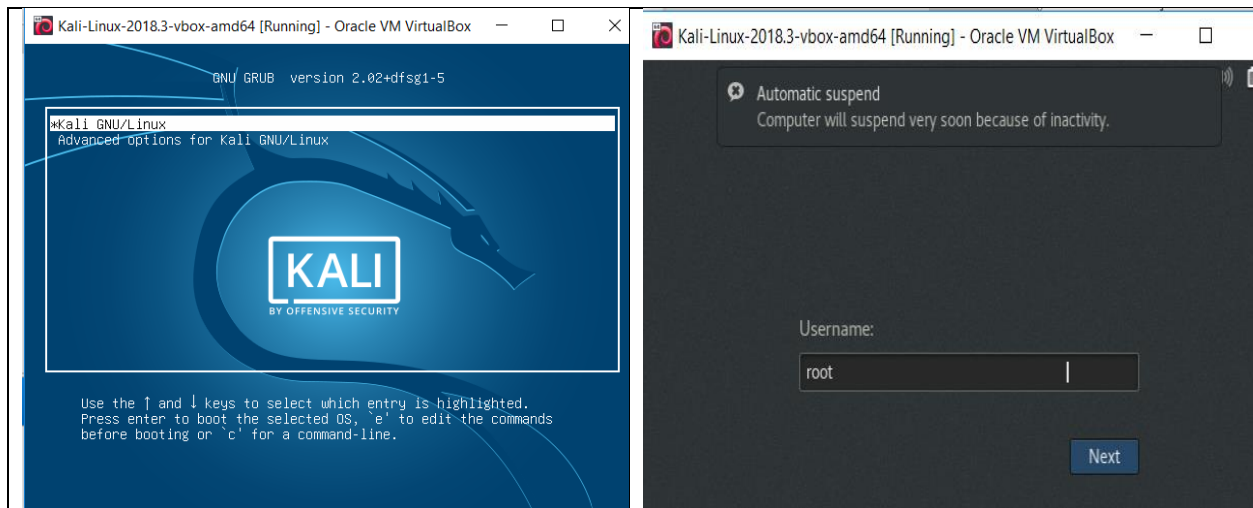 Kali-Linux-2018.3-vbox-amd64 [Running] - Oracle VM VirtualBox
GNU GRUB version 2.02+dfsg1-5
*Kali GNU/Linux
Advanced options for Kali GNU/Linux
KALI
BY OFFENSIVE SECURITY
Use the ↑ and ↓ keys to select which entry is highlighted.
Press enter to boot the selected OS, `e' to edit the commands
before booting or `c' for a command-line.
Kali-Linux-2018.3-vbox-amd64 [Running] - Oracle VM VirtualBox
Automatic suspend
Computer will suspend very soon because of inactivity.
Username:
root
Next